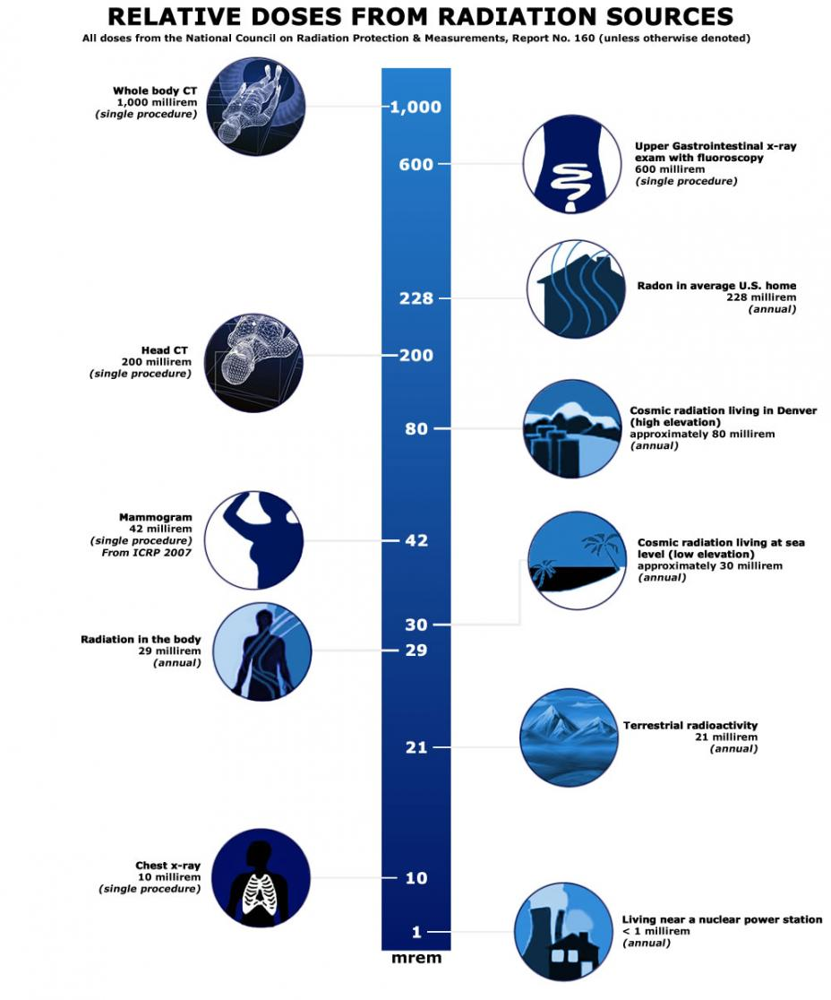 RELATIVE DOSES FROM RADIATION SOURCES
All doses from the National Council on Radiation Protection & Measurements, Report No. 160 (unless otherwise denoted)
Whole body CT
1,000 millirem
(single procedure)
1,000
Upper Gastrointestinal x-ray
exam with fluoroscopy
600 millirem
(single procedure)
600
Radon in average U.S. home
228 millirem
(annual)
228
Head CT
200 millirem
(single procedure)
200
Cosmic radiation living in Denver
(high elevation)
approximately 80 millirem
(annual)
80
Mammogram
42 millirem
(single procedure)
From ICRP 2007
42
Cosmic radiation living at sea
level (low elevation)
approximately 30 millirem
(annual)
30
Radiation in the body
29 millirem
(annual)
29
Terrestrial radioactivity
21 millirem
(annual)
21
Chest x-ray
10 millirem
(single procedure)
10
Living near a nuclear power station
< 1 millirem
(annual)
1
mrem